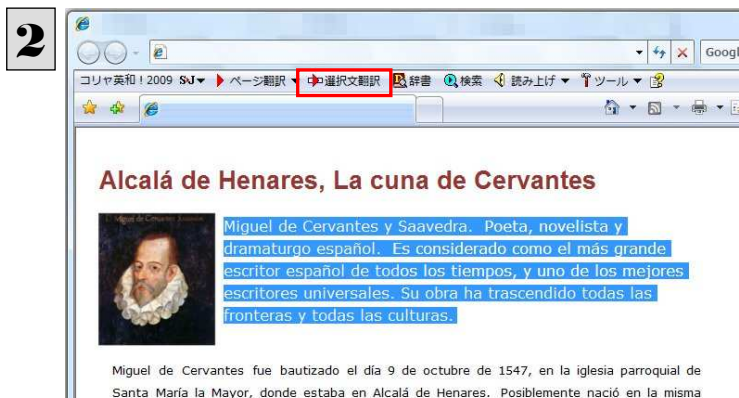 2
Googl
コリャ英和！2009 S›J▼ ページ翻訳 ▼ 選択文翻訳 辞書 検索 読み上げ ▼ ツール ▼
Alcalá de Henares, La cuna de Cervantes
Miguel de Cervantes y Saavedra. Poeta, novelista y
dramaturgo español. Es considerado como el más grande
escritor español de todos los tiempos, y uno de los mejores
escritores universales. Su obra ha trascendido todas las
fronteras y todas las culturas.
Miguel de Cervantes fue bautizado el día 9 de octubre de 1547, en la iglesia parroquial de
Santa María la Mayor, donde estaba en Alcalá de Henares. Posiblemente nació en la misma